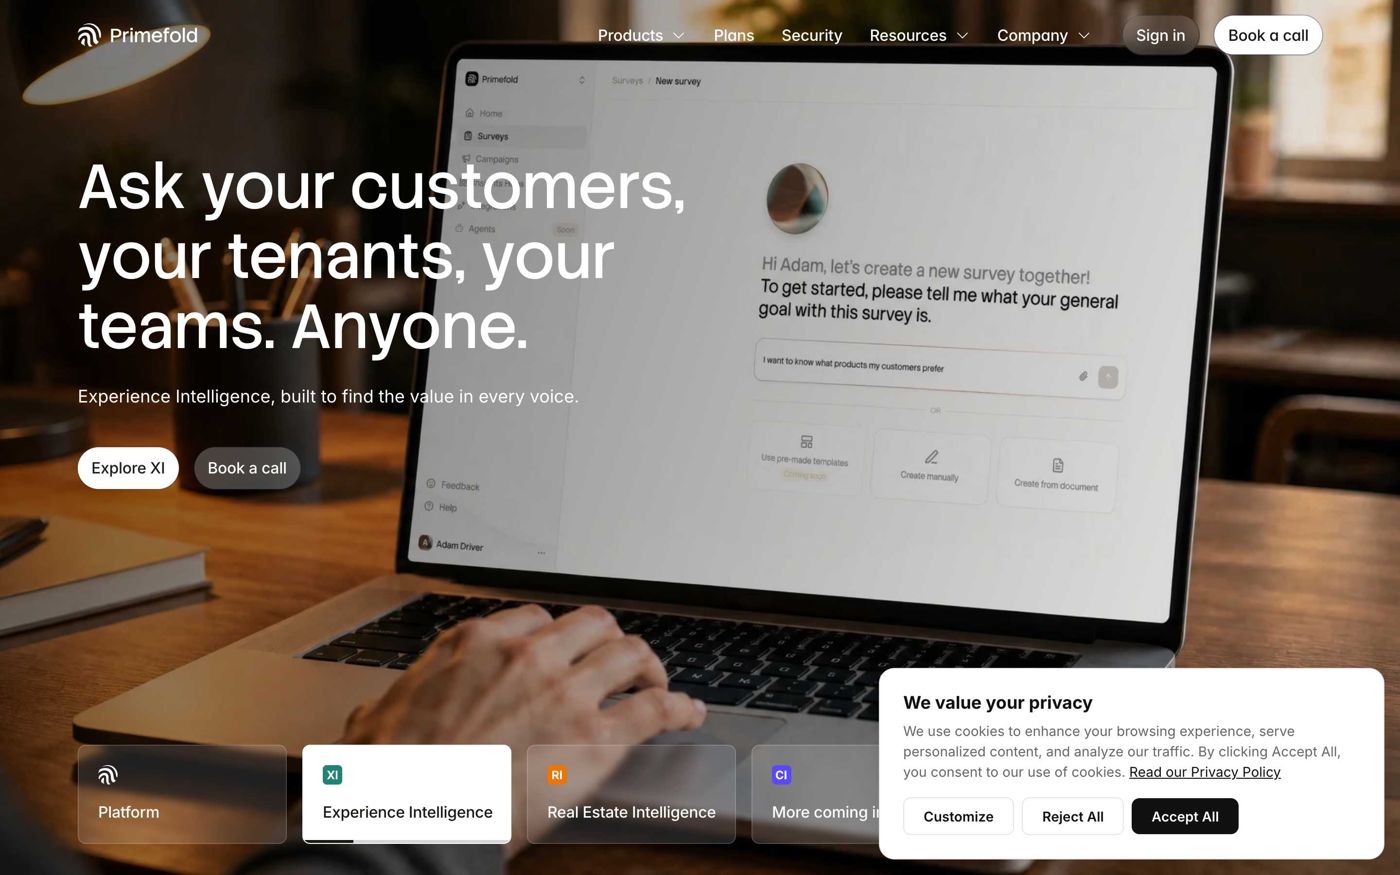 Primefold
Products
Plans
Security
Resources
Company
Sign in
Book a call
Primefold
Surveys / New survey
Home
Surveys
Campaigns
Agents
Soon
Ask your customers,
your tenants, your
teams. Anyone.
Experience Intelligence, built to find the value in every voice.
Explore XI
Book a call
Hi Adam, let's create a new survey together!
To get started, please tell me what your general
goal with this survey is.
I want to know what products my customers prefer
OR
Use pre-made templates
Coming soon
Create manually
Create from document
Feedback
Help
A
Adam Driver
Platform
XI
Experience Intelligence
RI
Real Estate Intelligence
CI
More coming
We value your privacy
We use cookies to enhance your browsing experience, serve
personalized content, and analyze our traffic. By clicking Accept All,
you consent to our use of cookies. Read our Privacy Policy
Customize
Reject All
Accept All